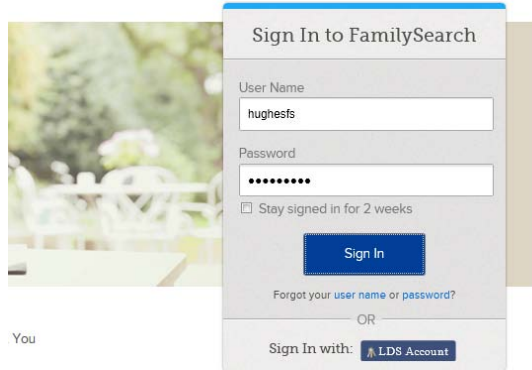 Sign In to FamilySearch
User Name
hughesfs
Password
•••••••••
Stay signed in for 2 weeks
Sign In
Forgot your user name or password?
OR
Sign In with: LDS Account
You